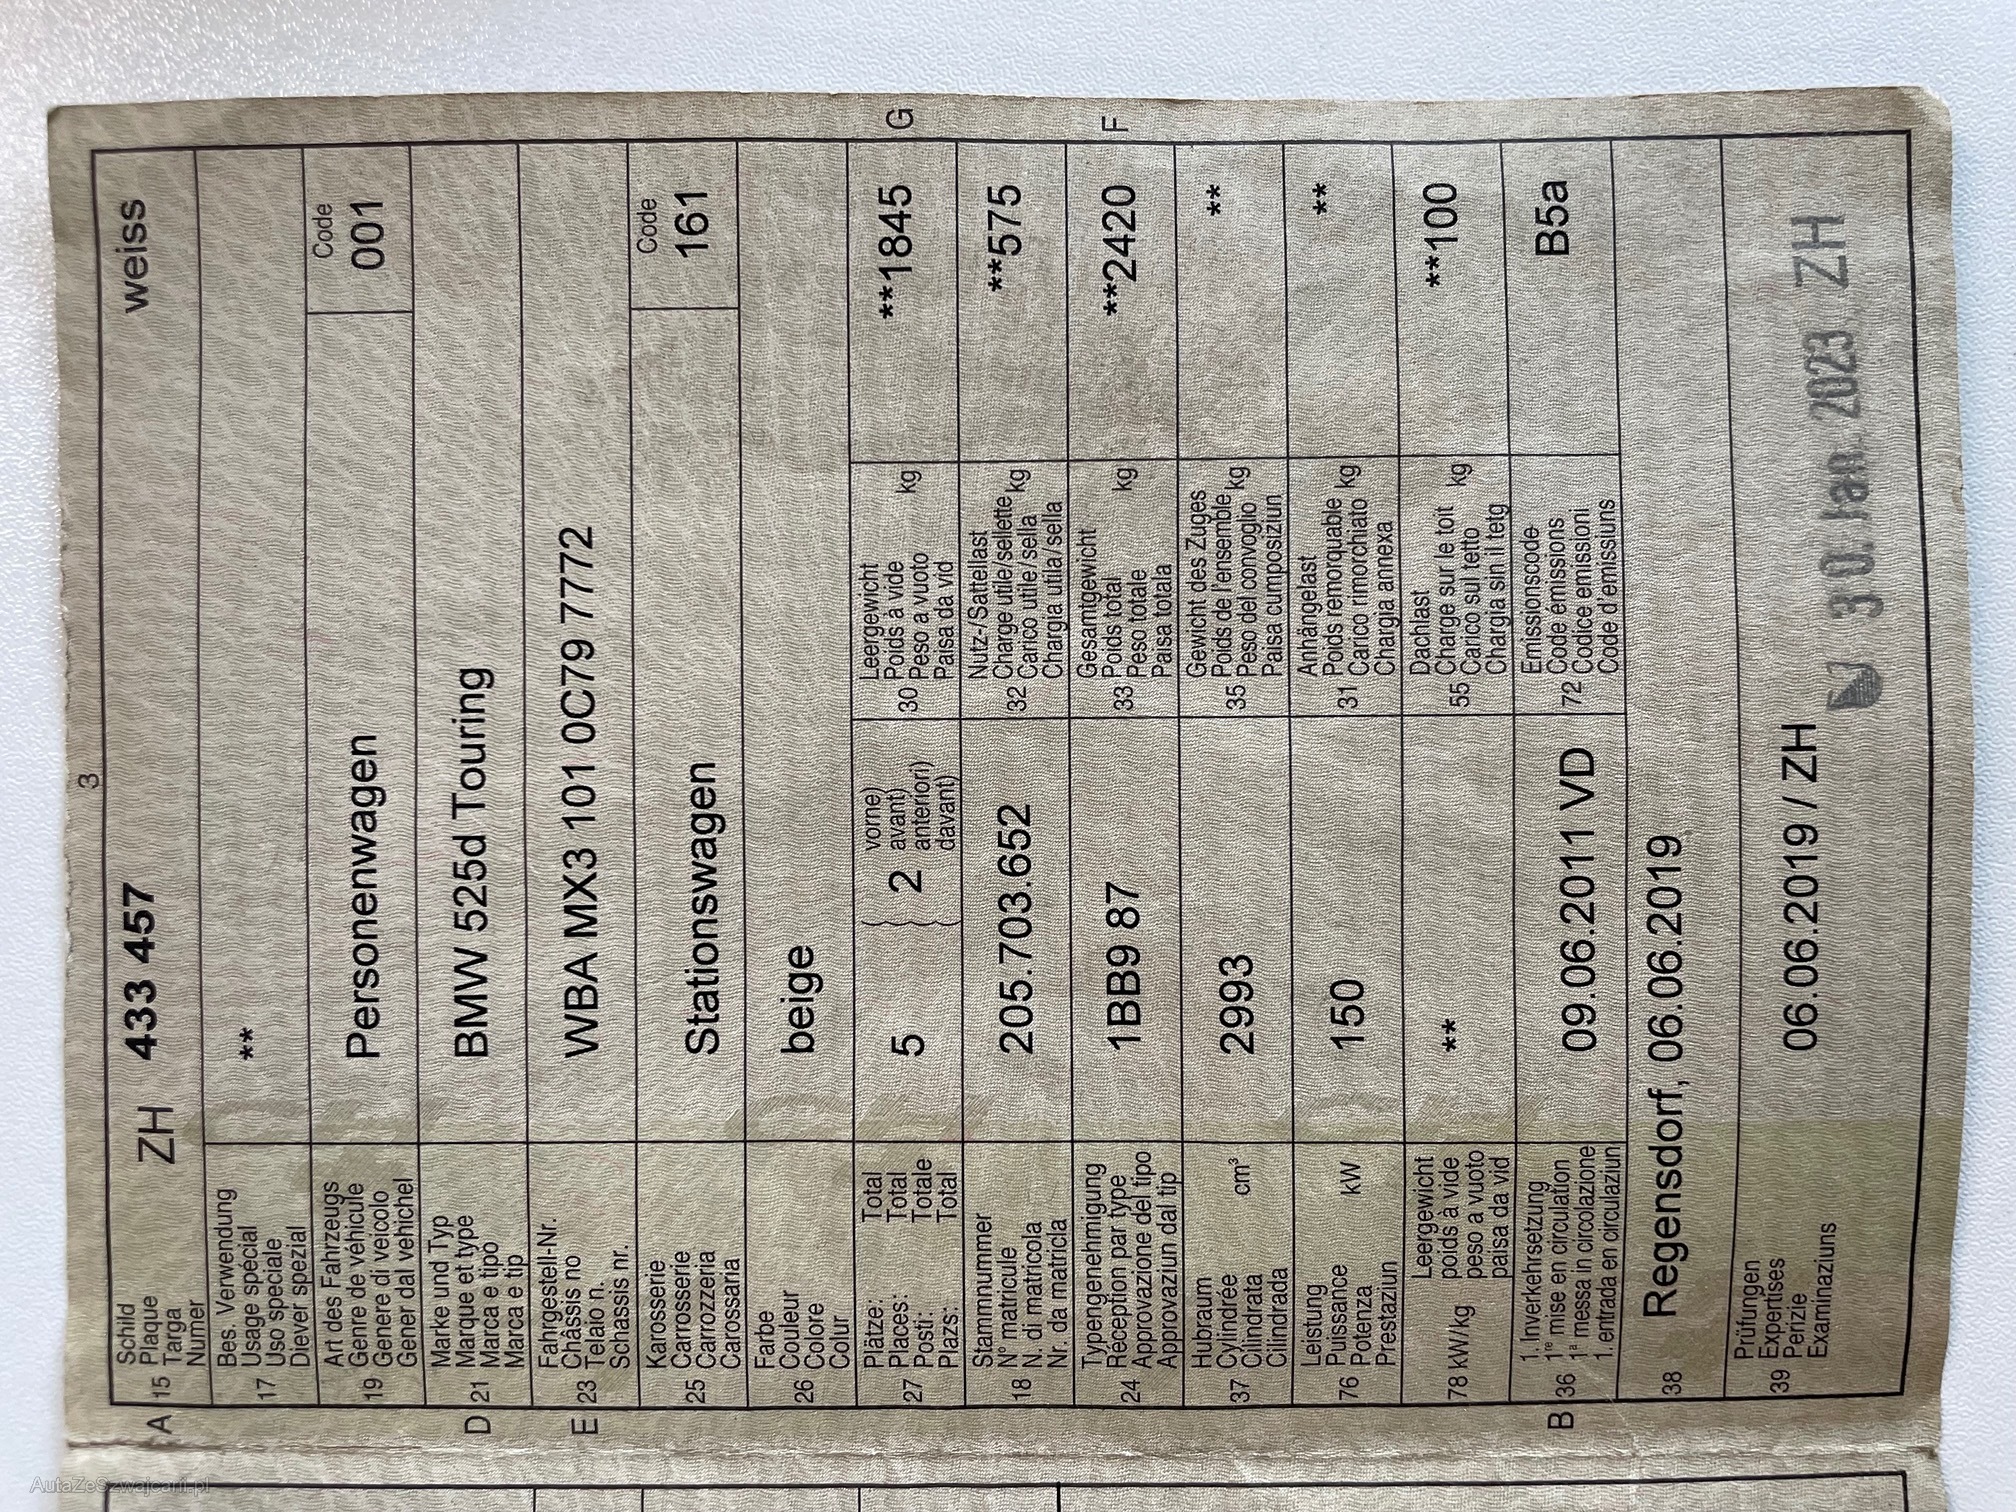 3
A 15 Schild
Plaque
Targa
Numer
ZH 433 457 weiss
17 Bes. Verwendung
Usage spécial
Uso speciale
Diever spezial
**
19 Art des Fahrzeugs
Genre de véhicule
Genere di veicolo
Gener dal vehichel
Personenwagen
Code
001
D 21 Marke und Typ
Marque et type
Marca e tipo
Marca e tip
BMW 525d Touring
E 23 Fahrgestell-Nr.
Châssis no
Telaio n.
Schassis nr.
WBA MX3 101 0C79 7772
25 Karosserie
Carrosserie
Carrozzeria
Carossaria
Stationswagen
Code
161
26 Farbe
Couleur
Colore
Colur
beige
27 Plätze: Total
Places: Total
Posti: Totale
Plazs: Total
5 2
vorne)
avant)
anteriori)
davant)
30 Leergewicht
Poids à vide
Peso a vuoto kg
Paisa da vid
**1845 G
18 Stammnummer
N° matricule
N. di matricola
Nr. da matricla
205.703.652
32 Nutz-/Sattellast
Charge utile/sellette
Carico utile/sella kg
Chargia utila/sella
**575
24 Typengenehmigung
Réception par type
Approvazione del tipo
Approvaziun dal tip
1BB9 87
33 Gesamtgewicht
Poids total
Peso totale kg
Paisa totala
**2420 F
37 Hubraum
Cylindrée
Cilindrata cm³
Cilindrada
2993
35 Gewicht des Zuges
Poids de l'ensemble
Peso del convoglio kg
Paisa cumposiziun
**
76 Leistung
Puissance
Potenza kW
Prestaziun
150
31 Anhängelast
Poids remorquable
Carico rimorchiato kg
Chargia annexa
**
78 kW/kg Leergewicht
poids à vide
peso a vuoto
paisa da vid
**
55 Dachlast
Charge sur le toit
Carico sul tetto kg
Chargia sin il tetg
**100
B 36 1. Inverkehrsetzung
1re mise en circulation
1a messa in circolazione
1. entrada en circulaziun
09.06.2011 VD
72 Emissionscode
Code émissions
Codice emissioni
Code d'emissiuns
B5a
38 Regensdorf, 06.06.2019
39 Prüfungen
Expertises
Perizie
Examinaziuns
06.06.2019 / ZH
30. Jan. 2023 ZH
AutaZeSzwajcarii.pl